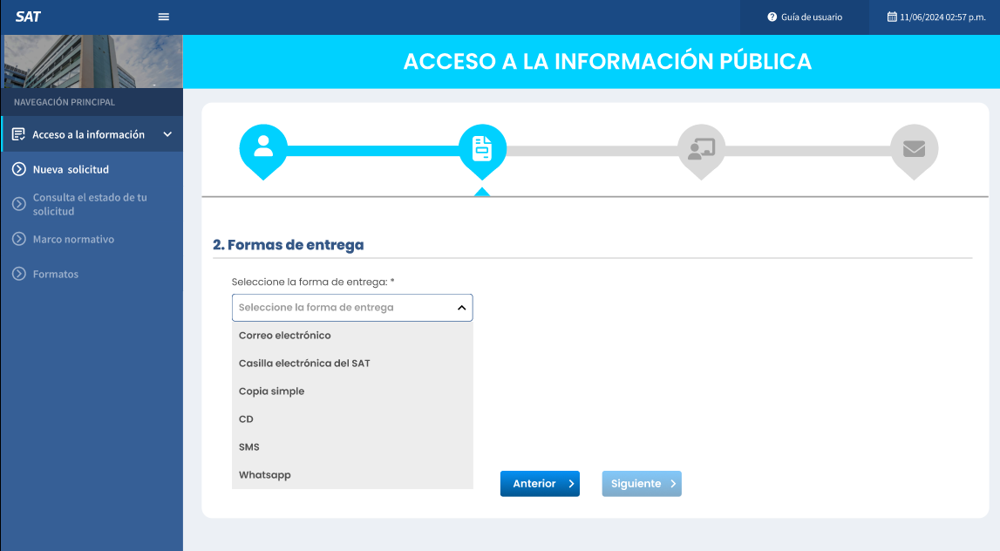 SAT
Guía de usuario
11/06/2024 02:57 p.m.
ACCESO A LA INFORMACIÓN PÚBLICA
NAVEGACIÓN PRINCIPAL
Acceso a la información
Nueva solicitud
Consulta el estado de tu
solicitud
Marco normativo
Formatos
2. Formas de entrega
Seleccione la forma de entrega: *
Seleccione la forma de entrega
Correo electrónico
Casilla electrónica del SAT
Copia simple
CD
SMS
Whatsapp
Anterior
Siguiente